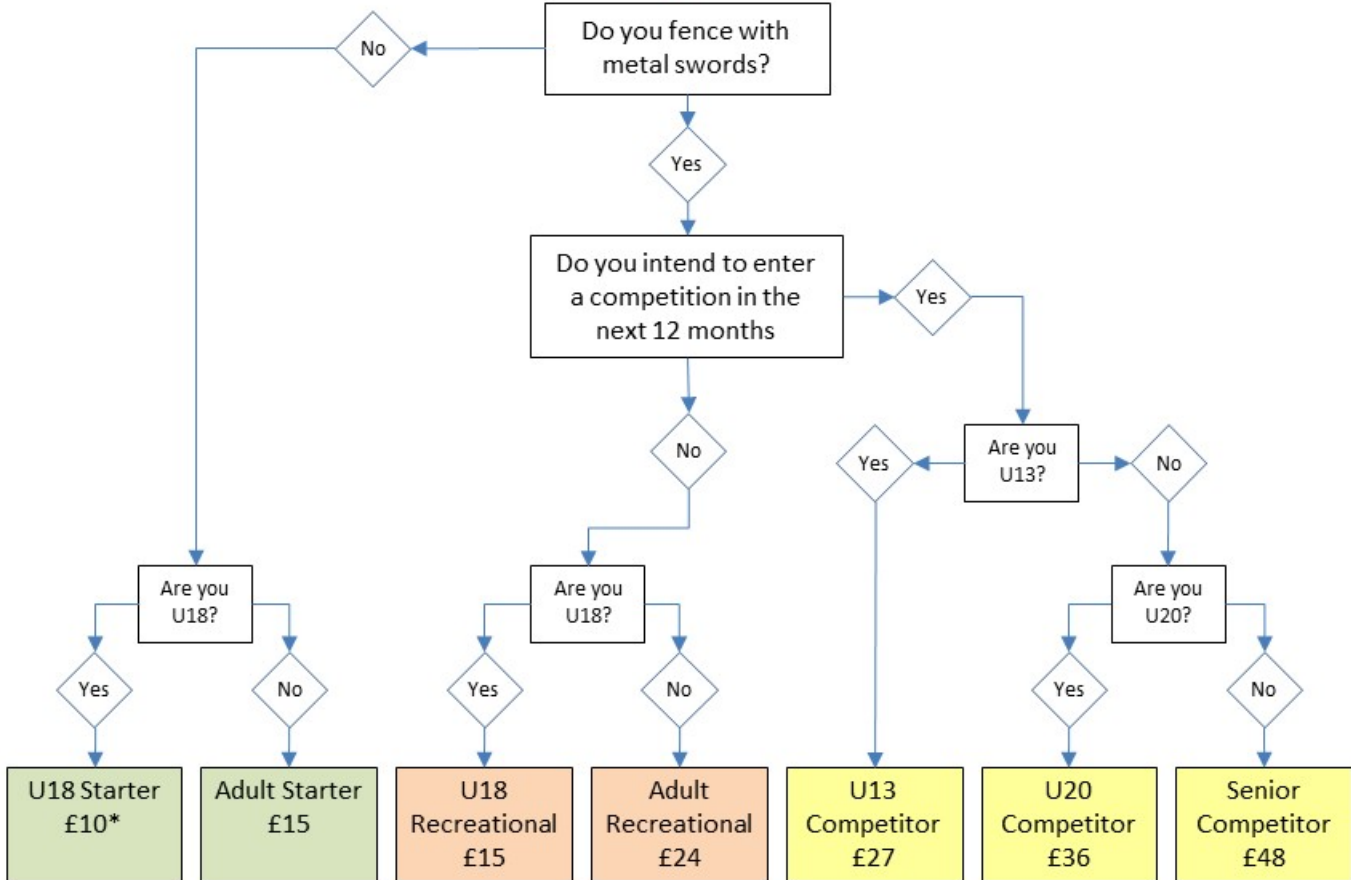 Do you fence with
metal swords?
No
Yes
Do you intend to enter
a competition in the
next 12 months
Yes
No
Are you
U13?
Yes
No
Are you
U18?
Are you
U18?
Are you
U20?
Yes
No
Yes
No
Yes
No
U18 Starter
£10*
Adult Starter
£15
U18
Recreational
£15
Adult
Recreational
£24
U13
Competitor
£27
U20
Competitor
£36
Senior
Competitor
£48